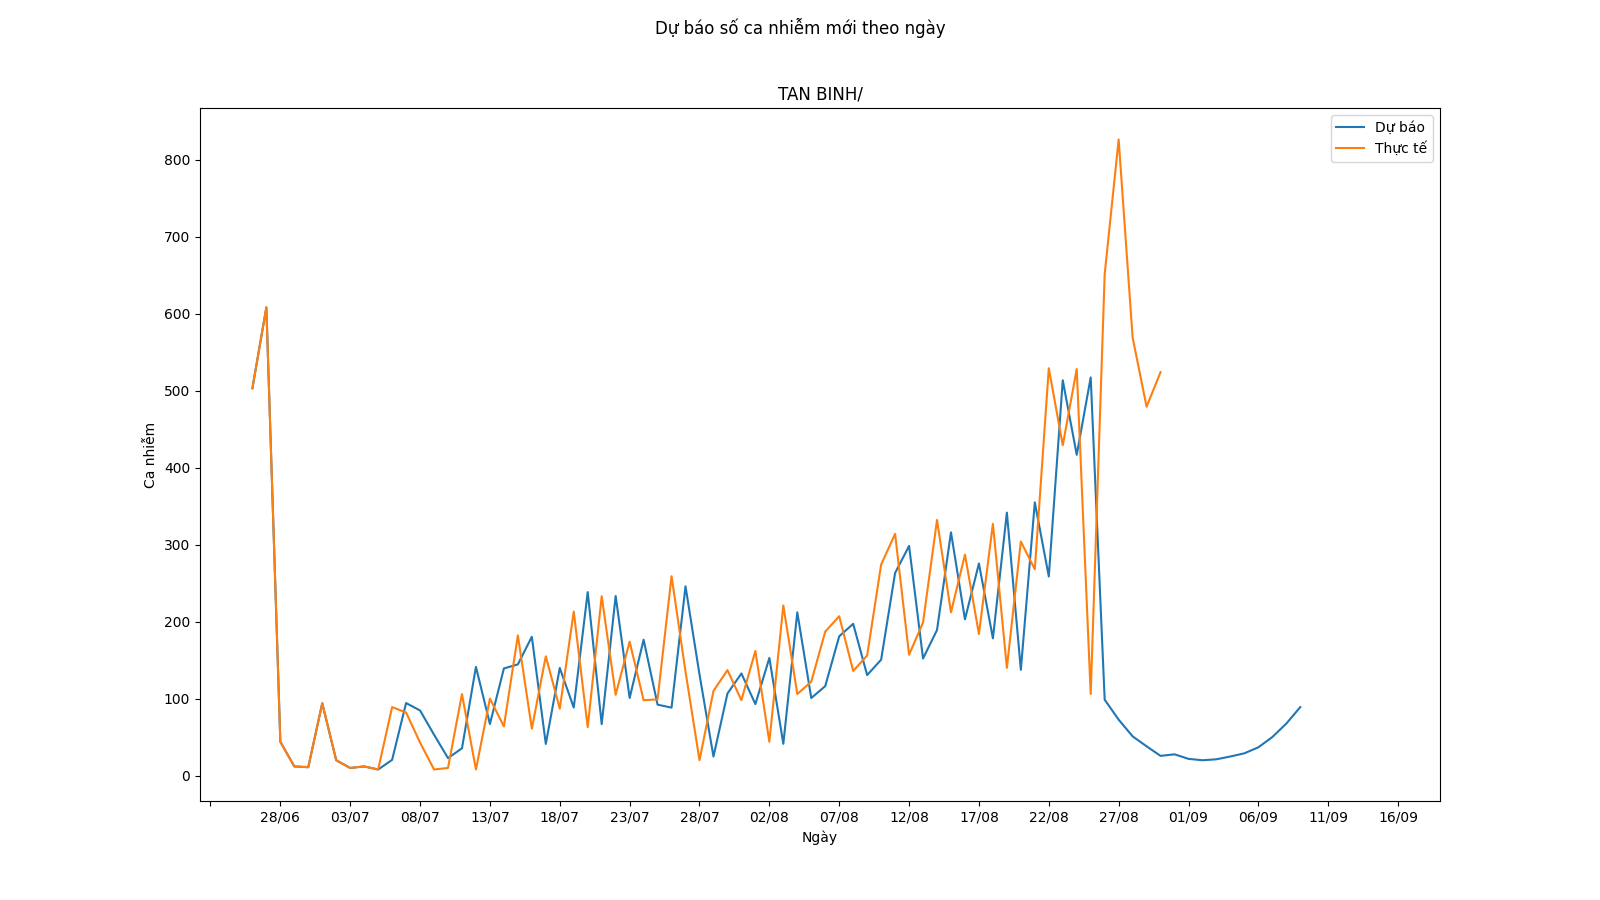 Dự báo số ca nhiễm mới theo ngày
TAN BINH/
Dự báo
Thực tế
800
700
600
500
400
300
200
100
0
Ca nhiễm
28/06 03/07 08/07 13/07 18/07 23/07 28/07 02/08 07/08 12/08 17/08 22/08 27/08 01/09 06/09 11/09 16/09
Ngày